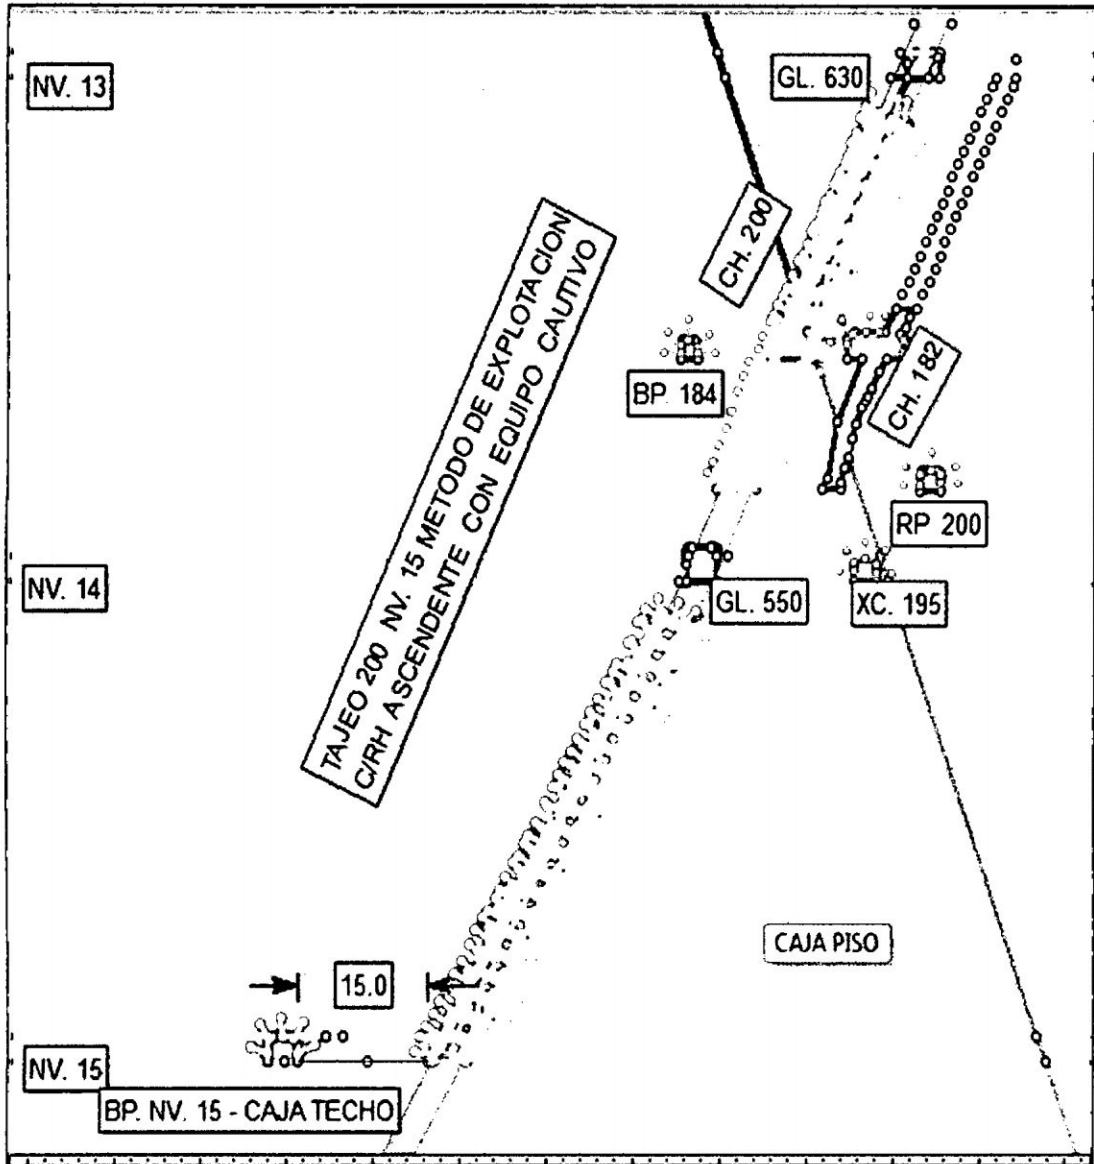 NV. 13
GL. 630
CH. 200
TAJEO 200 NV. 15 METODO DE EXPLOTACION
C/RH ASCENDENTE CON EQUIPO CAUTIVO
BP. 184
CH. 182
RP 200
NV. 14
GL. 550
XC. 195
CAJA PISO
15.0
NV. 15
BP. NV. 15 - CAJA TECHO